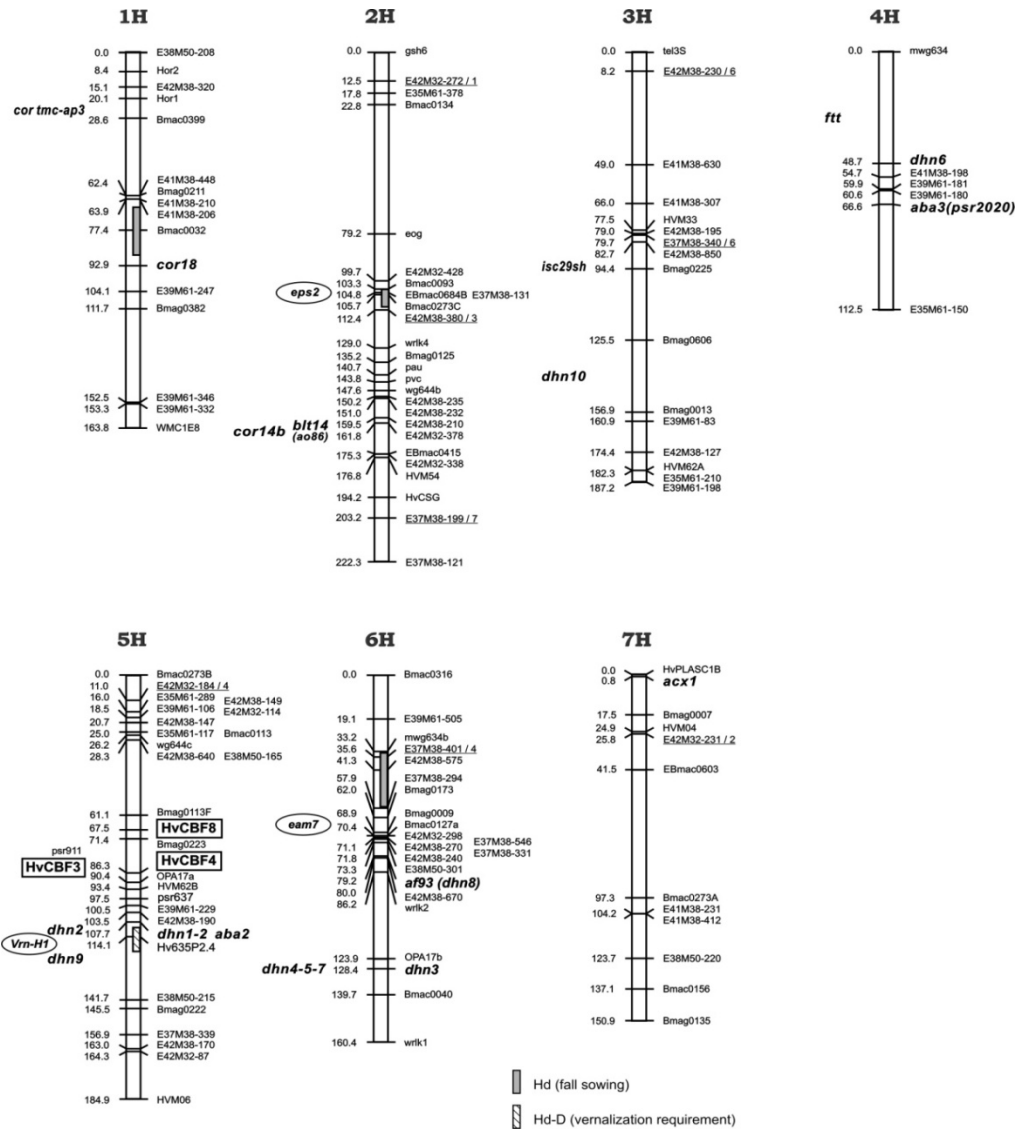 1H
0.0 E38M50-208
8.4 Hor2
15.1 E42M38-320
20.1 Hor1
cor tmc-ap3
28.6 Bmac0399
62.4 E41M38-448
Bmag0211
E41M38-210
63.9 E41M38-206
77.4 Bmac0032
92.9 cor18
104.1 E39M61-247
111.7 Bmag0382
152.5 E39M61-346
153.3 E39M61-332
163.8 WMC1E8
2H
0.0 gsh6
12.5 E42M32-272 / 1
17.8 E35M61-378
22.8 Bmac0134
79.2 eog
99.7 E42M32-428
103.3 Bmac0093
eps2 104.8 EBmac0684B E37M38-131
105.7 Bmac0273C
112.4 E42M38-380 / 3
129.0 wrlk4
135.2 Bmag0125
140.7 pau
143.8 pvc
147.6 wg644b
150.2 E42M38-235
151.0 E42M38-232
cor14b blt14 159.5 E42M38-210
(ao86) 161.8 E42M32-378
175.3 EBmac0415
E42M32-338
176.8 HVM54
194.2 HvCSG
203.2 E37M38-199 / 7
222.3 E37M38-121
3H
0.0 tel3S
8.2 E42M38-230 / 6
49.0 E41M38-630
66.0 E41M38-307
77.5 HVM33
79.0 E42M38-195
79.7 E37M38-340 / 6
82.7 E42M38-850
isc29sh 94.4 Bmag0225
125.5 Bmag0606
dhn10
156.9 Bmag0013
160.9 E39M61-83
174.4 E42M38-127
HVM62A
182.3 E35M61-210
187.2 E39M61-198
4H
0.0 mwg634
ftt
48.7 dhn6
54.7 E41M38-198
59.9 E39M61-181
60.6 E39M61-180
66.6 aba3(psr2020)
112.5 E35M61-150
5H
0.0 Bmac0273B
11.0 E42M32-184 / 4
16.0 E35M61-289 E42M38-149
18.5 E39M61-106 E42M32-114
20.7 E42M38-147
25.0 E35M61-117 Bmac0113
26.2 wg644c
28.3 E42M38-640 E38M50-165
61.1 Bmag0113F
67.5 HvCBF8
71.4 Bmag0223
psr911
HvCBF3 86.3 HvCBF4
90.4 OPA17a
93.4 HVM62B
97.5 psr637
100.5 E39M61-229
103.5 E42M38-190
dhn2 107.7 dhn1-2 aba2
Vrn-H1 114.1 Hv635P2.4
dhn9
141.7 E38M50-215
145.5 Bmag0222
156.9 E37M38-339
163.0 E42M38-170
164.3 E42M32-87
184.9 HVM06
6H
0.0 Bmac0316
19.1 E39M61-505
33.2 mwg634b
35.6 E37M38-401 / 4
41.3 E42M38-575
57.9 E37M38-294
62.0 Bmag0173
68.9 Bmag0009
eam7 70.4 Bmac0127a
E42M32-298 E37M38-546
71.1 E42M38-270 E37M38-331
71.8 E42M38-240
73.3 E38M50-301
79.2 af93 (dhn8)
80.0 E42M38-670
86.2 wrlk2
123.9 OPA17b
dhn4-5-7 128.4 dhn3
139.7 Bmac0040
160.4 wrlk1
7H
0.0 HvPLASC1B
0.8 acx1
17.5 Bmag0007
24.9 HVM04
25.8 E42M32-231 / 2
41.5 EBmac0603
97.3 Bmac0273A
104.2 E41M38-231
E41M38-412
123.7 E38M50-220
137.1 Bmac0156
150.9 Bmag0135
Hd (fall sowing)
Hd-D (vernalization requirement)